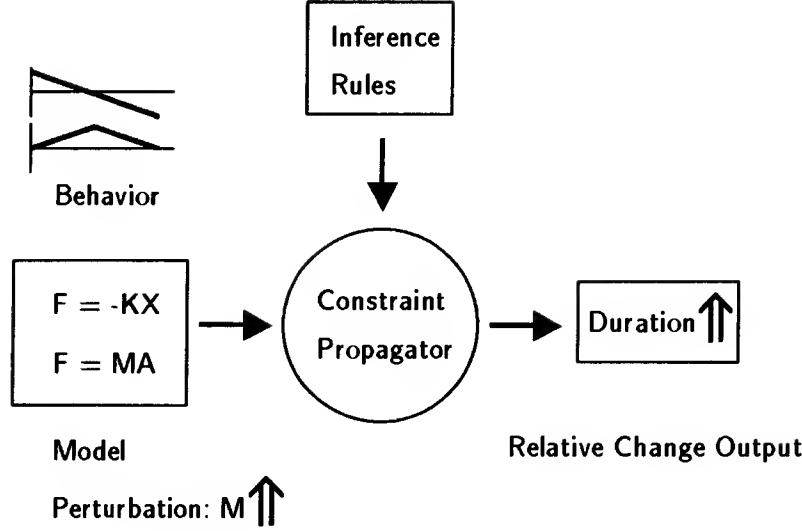 Inference
Rules
Behavior
F = -KX
F = MA
Constraint
Propagator
Duration ⇑
Model
Relative Change Output
Perturbation: M ⇑